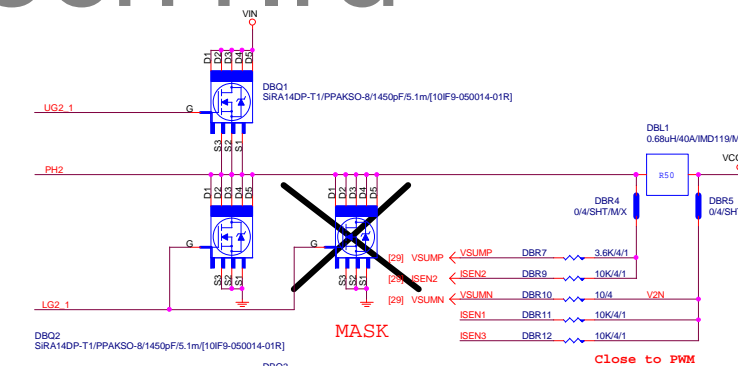 VIN
D1 D2 D3 D4 D5
DBQ1
SiRA14DP-T1/PPAKSO-8/1450pF/5.1m/[10IF9-050014-01R]
UG2_1
G
S3 S2 S1
DBL1
0.68uH/40A/IMD119/M
PH2
R50
D1 D2 D3 D4 D5
D1 D2 D3 D4 D5
DBR4
0/4/SHT/M/X
DBR5
G
G
[29] VSUMP
VSUMP
DBR7
3.6K/4/1
[29] ISEN2
ISEN2
DBR9
10K/4/1
S3 S2 S1
S3 S2 S1
[29] VSUMN
VSUMN
DBR10
10/4
V2N
LG2_1
ISEN1
DBR11
10K/4/1
MASK
ISEN3
DBR12
10K/4/1
DBQ2
SiRA14DP-T1/PPAKSO-8/1450pF/5.1m/[10IF9-050014-01R]
Close to PWM